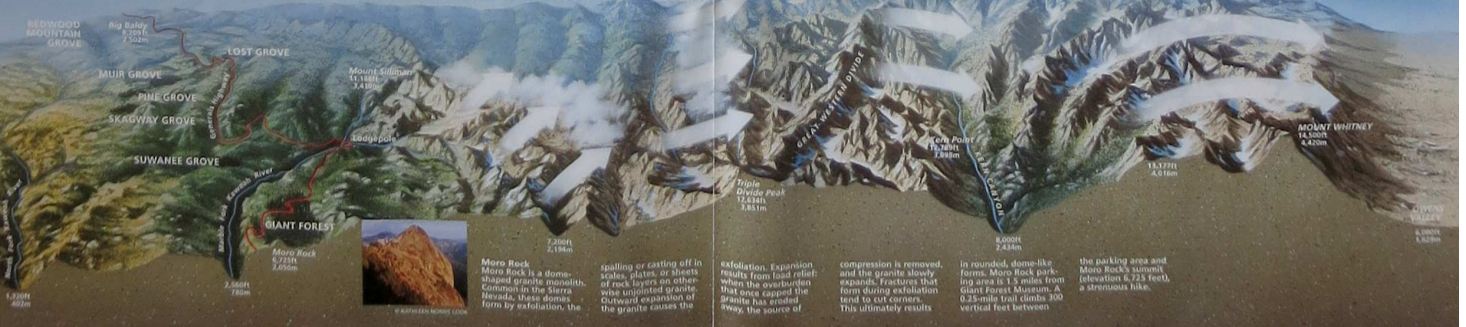 REDWOOD
MOUNTAIN
GROVE
Big Baldy
8,209ft
2,502m
LOST GROVE
MUIR GROVE
PINE GROVE
SKAGWAY GROVE
SUWANEE GROVE
Generals Highway
Mount Silliman
11,188ft
3,410m
Lodgepole
Marble Fork Kaweah River
GIANT FOREST
Moro Rock
6,725ft
2,050m
1,320ft
402m
2,560ft
780m
7,200ft
2,194m
Triple
Divide Peak
12,634ft
3,851m
GREAT WESTERN DIVIDE
Kern Point
KERN CANYON
8,000ft
2,434m
13,177ft
4,016m
MOUNT WHITNEY
14,500ft
4,420m
OWENS
VALLEY
© KATHLEEN NORRIS COOK
Moro Rock
Moro Rock is a dome-
shaped granite monolith.
Common in the Sierra
Nevada, these domes
form by exfoliation, the
spalling or casting off in
scales, plates, or sheets
of rock layers on other-
wise unjointed granite.
Outward expansion of
the granite causes the
exfoliation. Expansion
results from load relief:
when the overburden
that once capped the
granite has eroded
away, the source of
compression is removed,
and the granite slowly
expands. Fractures that
form during exfoliation
tend to cut corners.
This ultimately results
in rounded, dome-like
forms. Moro Rock park-
ing area is 1.5 miles from
Giant Forest Museum. A
0.25-mile trail climbs 300
vertical feet between
the parking area and
Moro Rock's summit
(elevation 6,725 feet),
a strenuous hike.